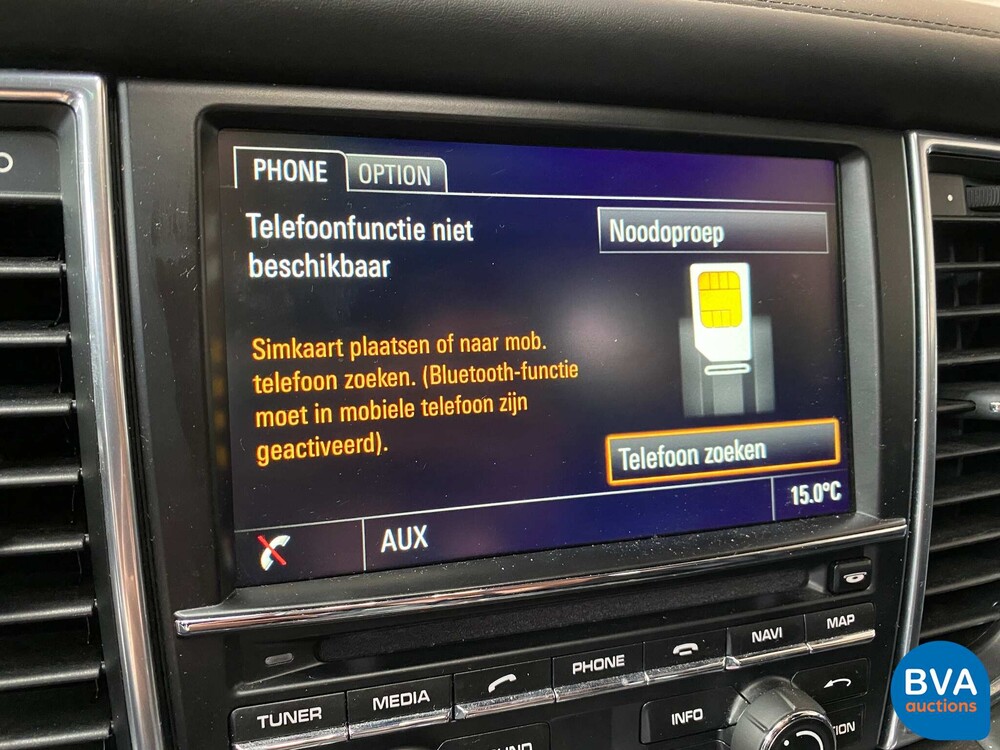 PHONE
OPTION
Telefoonfunctie niet
beschikbaar
Noodoproep
Simkaart plaatsen of naar mob.
telefoon zoeken. (Bluetooth-functie
moet in mobiele telefoon zijn
geactiveerd).
Telefoon zoeken
15.0°C
AUX
TUNER
MEDIA
PHONE
NAVI
MAP
INFO
BVA
auctions